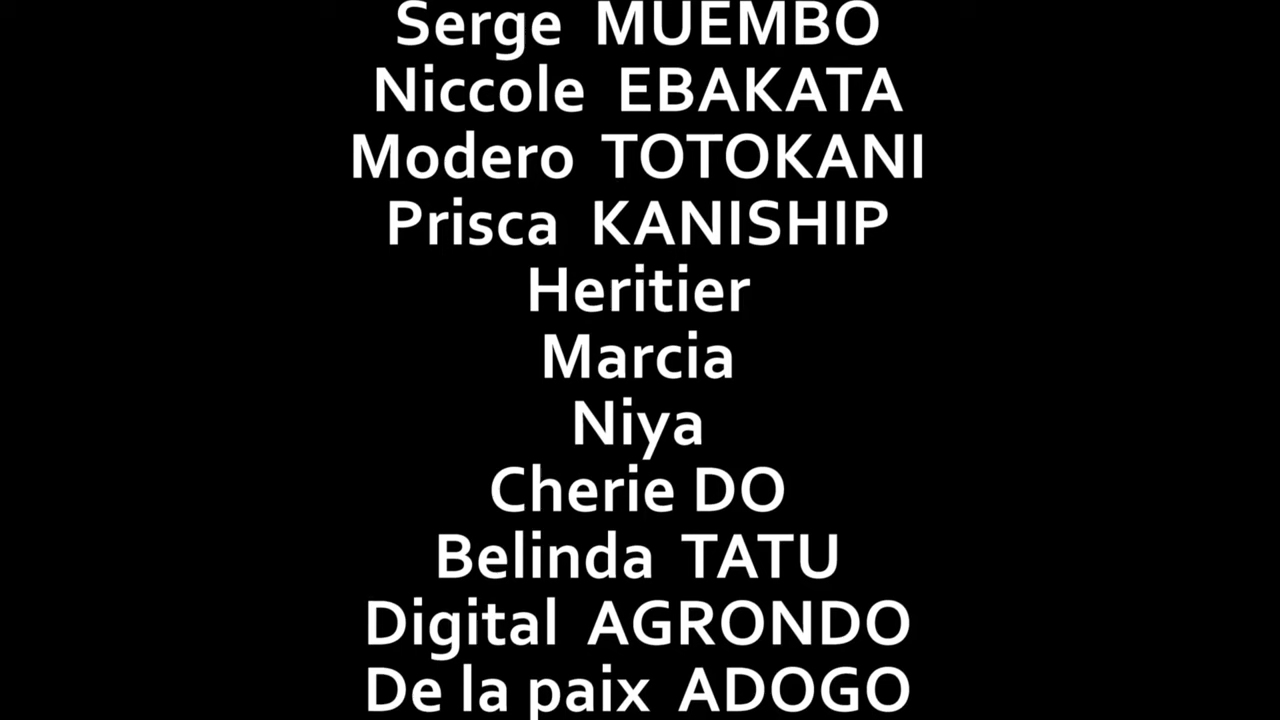 Serge MUEMBO
Niccole EBAKATA
Modero TOTOKANI
Prisca KANISHIP
Heritier
Marcia
Niya
Cherie DO
Belinda TATU
Digital AGRONDO
De la paix ADOGO